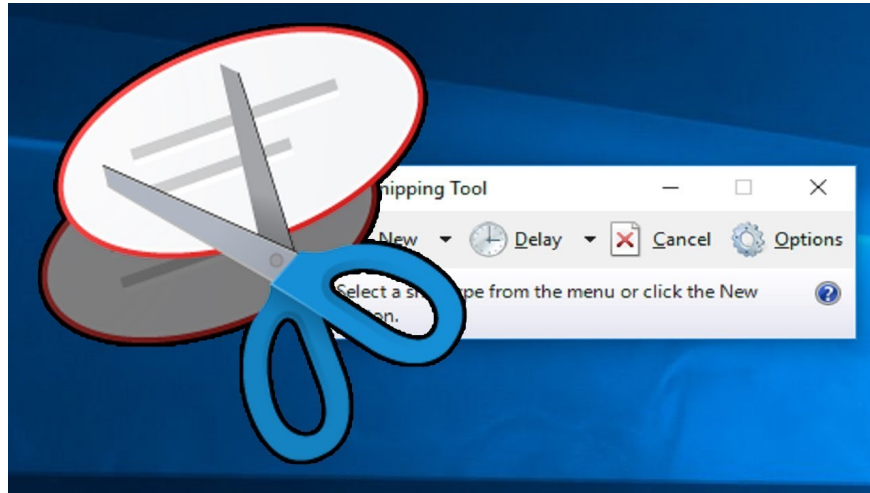 nipping Tool
New Delay Cancel Options
Select a s pe from the menu or click the New
on.